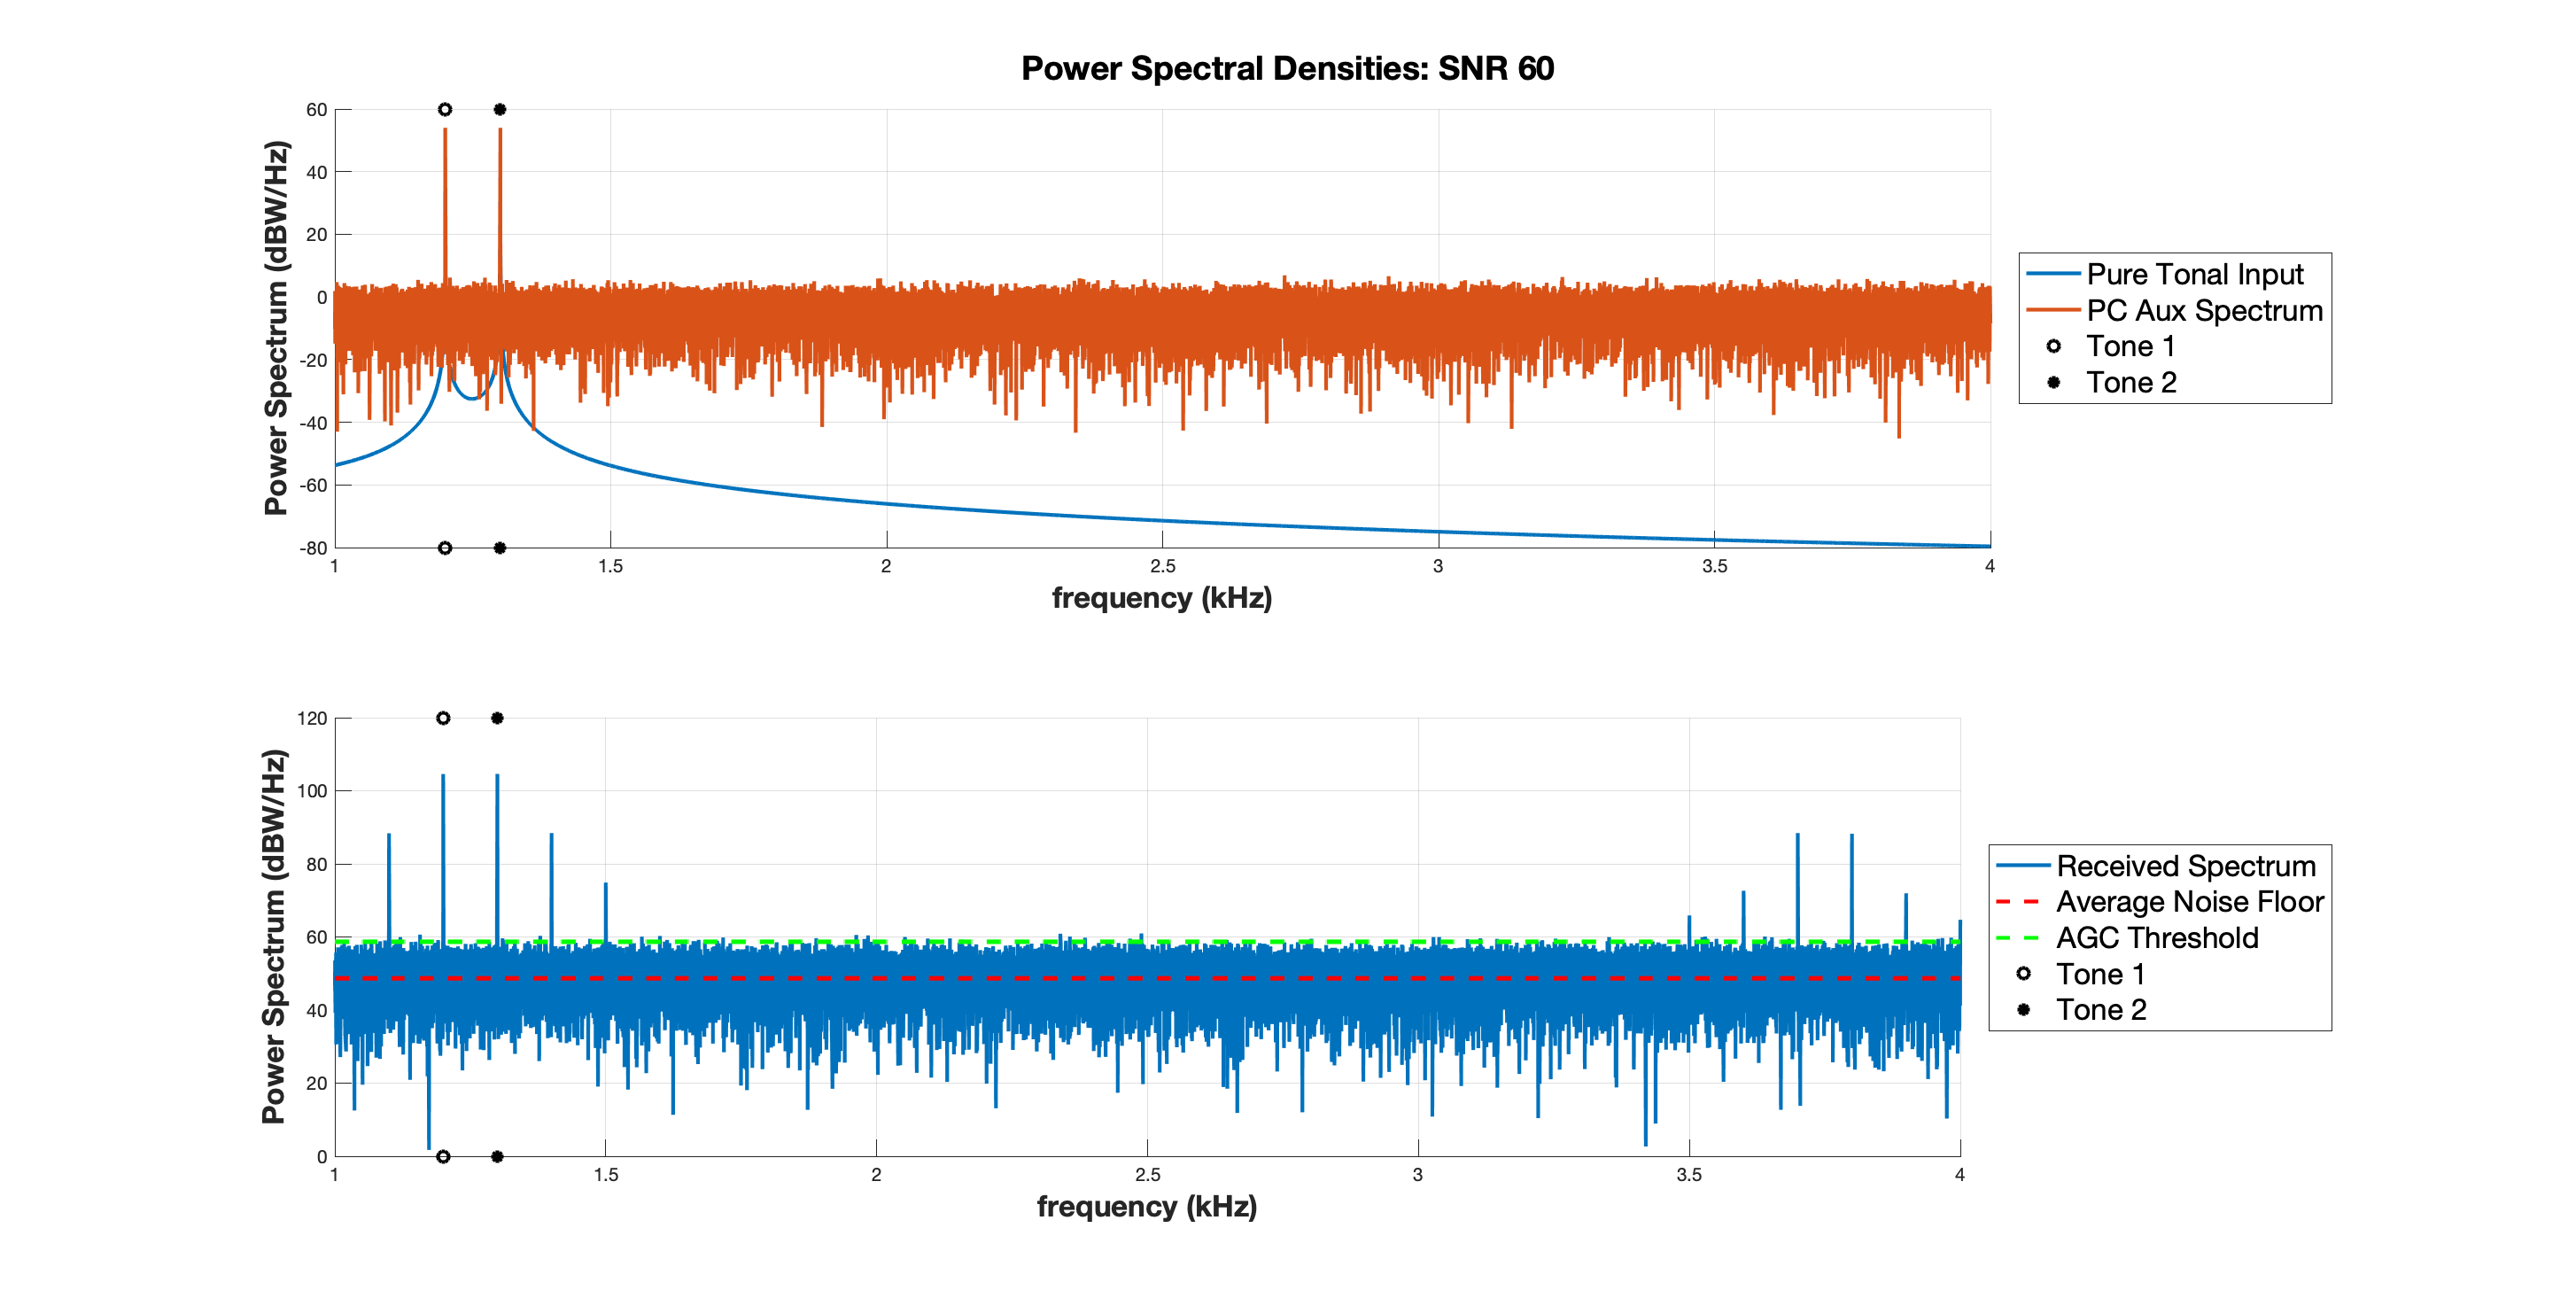 Power Spectral Densities: SNR 60
Power Spectrum (dBW/Hz)
60
40
20
0
-20
-40
-60
-80
1 1.5 2 2.5 3 3.5 4
frequency (kHz)
Pure Tonal Input
PC Aux Spectrum
Tone 1
Tone 2
Power Spectrum (dBW/Hz)
120
100
80
60
40
20
0
1 1.5 2 2.5 3 3.5 4
frequency (kHz)
Received Spectrum
Average Noise Floor
AGC Threshold
Tone 1
Tone 2